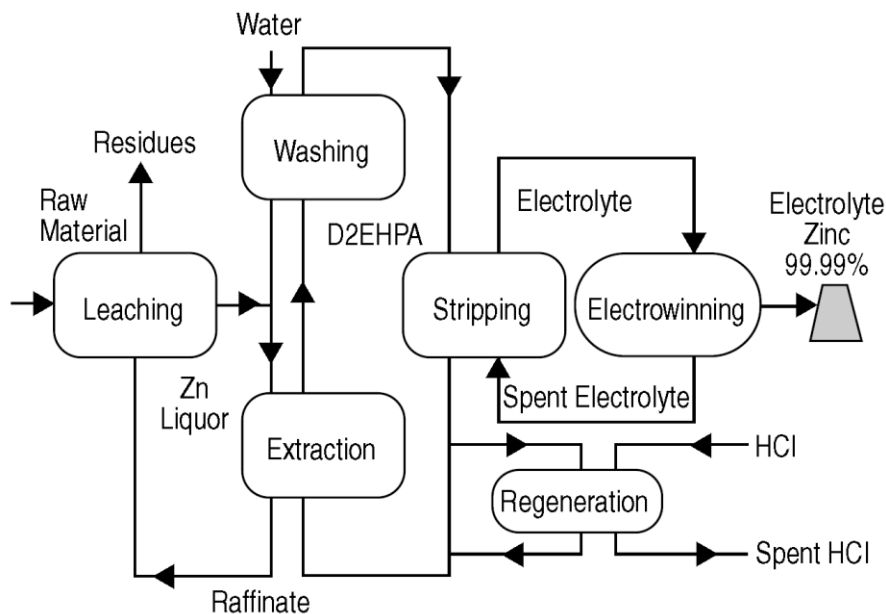 Water
Washing
Residues
Raw
Material
D2EHPA
Electrolyte
Electrolyte
Zinc
99.99%
Leaching
Stripping
Electrowinning
Zn
Liquor
Spent Electrolyte
Extraction
HCl
Regeneration
Spent HCl
Raffinate